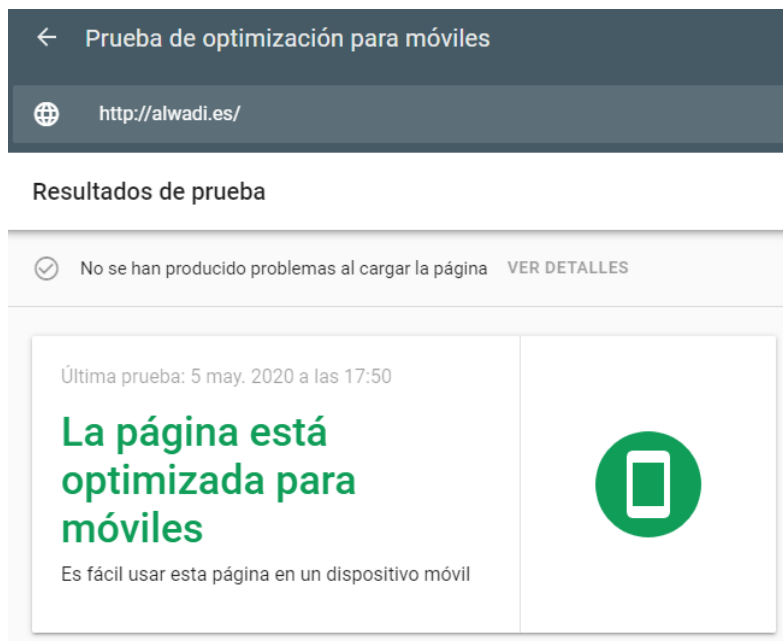 Prueba de optimización para móviles
http://alwadi.es/
Resultados de prueba
No se han producido problemas al cargar la página VER DETALLES
Última prueba: 5 may. 2020 a las 17:50
La página está
optimizada para
móviles
Es fácil usar esta página en un dispositivo móvil